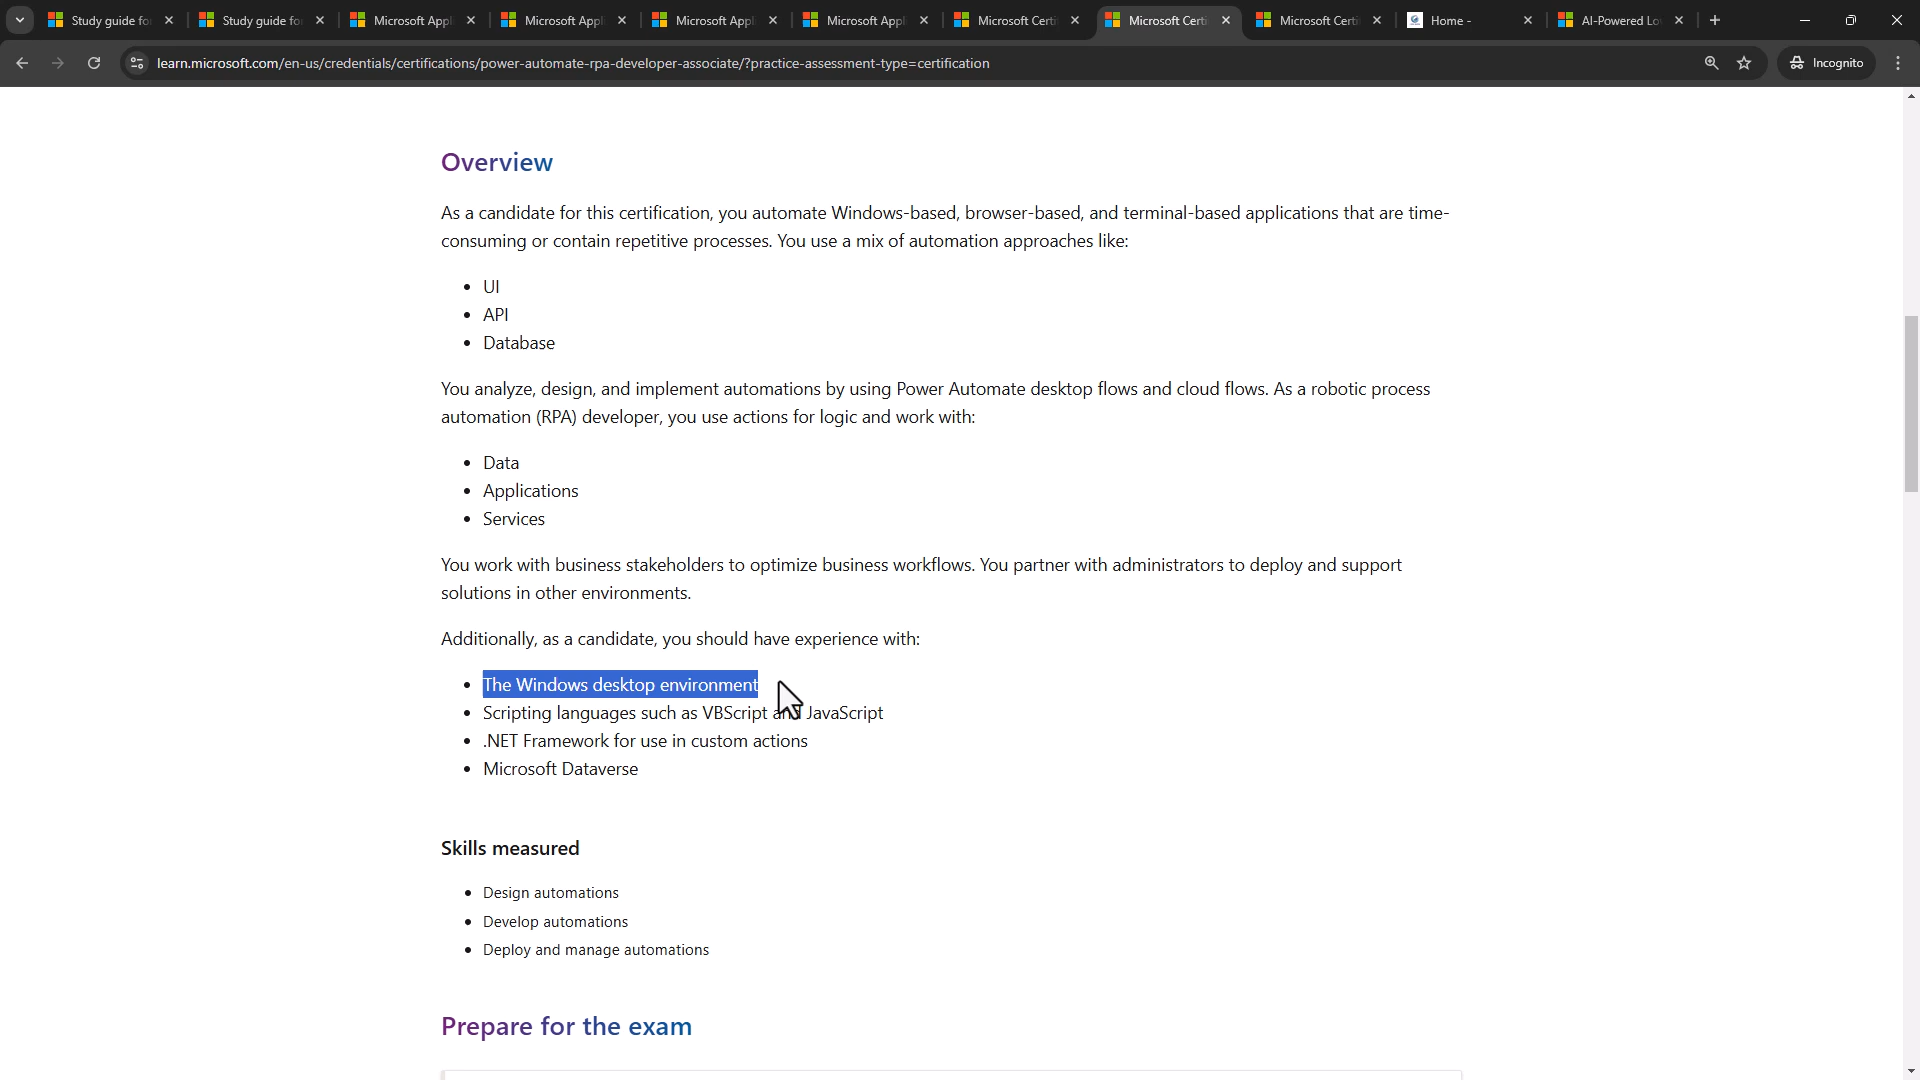 Study guide fo
Study guide fo
Microsoft Appl
Microsoft Appl
Microsoft Appl
Microsoft Appl
Microsoft Certi
Microsoft Certi
Microsoft Certi
Home -
AI-Powered Lo
learn.microsoft.com/en-us/credentials/certifications/power-automate-rpa-developer-associate/?practice-assessment-type=certification
Incognito
Overview
As a candidate for this certification, you automate Windows-based, browser-based, and terminal-based applications that are time-
consuming or contain repetitive processes. You use a mix of automation approaches like:
• UI
• API
• Database
You analyze, design, and implement automations by using Power Automate desktop flows and cloud flows. As a robotic process
automation (RPA) developer, you use actions for logic and work with:
• Data
• Applications
• Services
You work with business stakeholders to optimize business workflows. You partner with administrators to deploy and support
solutions in other environments.
Additionally, as a candidate, you should have experience with:
• The Windows desktop environment
• Scripting languages such as VBScript and JavaScript
• .NET Framework for use in custom actions
• Microsoft Dataverse
Skills measured
• Design automations
• Develop automations
• Deploy and manage automations
Prepare for the exam